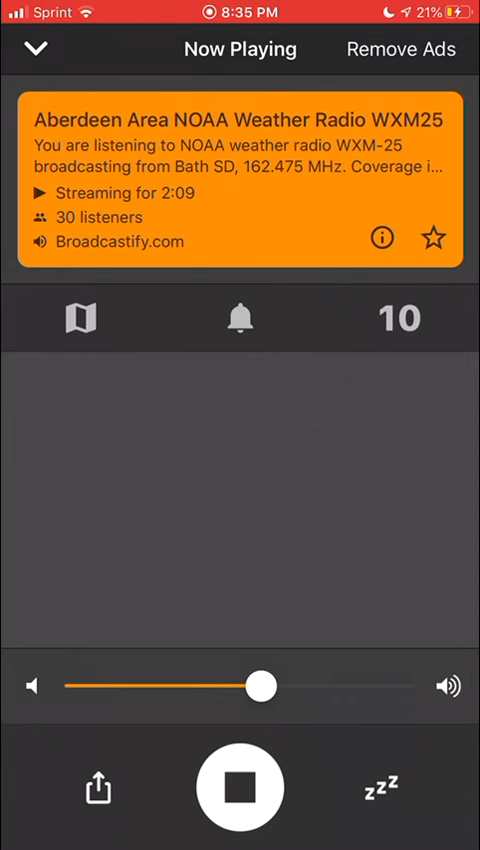 Sprint 8:35 PM 21%
Now Playing Remove Ads
Aberdeen Area NOAA Weather Radio WXM25
You are listening to NOAA weather radio WXM-25
broadcasting from Bath SD, 162.475 MHz. Coverage i...
Streaming for 2:09
30 listeners
Broadcastify.com
10
zzz